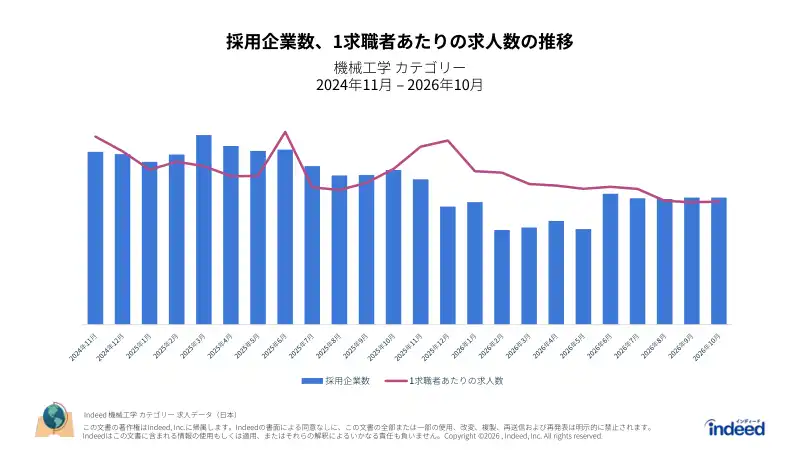 採用企業数、1求職者あたりの求人数の推移
機械工学 カテゴリー
2024年11月 – 2026年10月
2024年11月
2024年12月
2025年1月
2025年2月
2025年3月
2025年4月
2025年5月
2025年6月
2025年7月
2025年8月
2025年9月
2025年10月
2025年11月
2025年12月
2026年1月
2026年2月
2026年3月
2026年4月
2026年5月
2026年6月
2026年7月
2026年8月
2026年9月
2026年10月
採用企業数 1求職者あたりの求人数
Indeed 機械工学 カテゴリー 求人データ（日本）
この文書の著作権はIndeed, Inc.に帰属します。Indeedの書面による同意なしに、この文書の全部または一部の使用、改変、複製、再送信および再発表は明示的に禁止されます。
Indeedはこの文書に含まれる情報の使用もしくは適用、またはそれらの解釈によるいかなる責任も負いません。Copyright ©2026 , Indeed, Inc. All rights reserved.
インディード
indeed